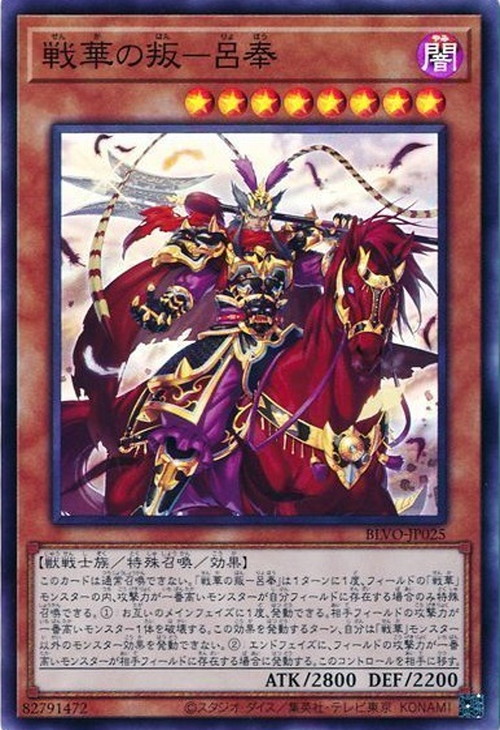 戦華の叛－呂奉
闇
BLVO-JP025
【獣戦士族／特殊召喚／効果】
このカードは通常召喚できない。「戦華の叛－呂奉」は1ターンに1度、フィールドの「戦華」
モンスターの内、攻撃力が一番高いモンスターが自分フィールドに存在する場合のみ特殊
召喚できる。①：お互いのメインフェイズに1度、発動できる。相手フィールドの攻撃力が
一番高いモンスター1体を破壊する。この効果を発動するターン、自分は「戦華」モンスター
以外のモンスター効果を発動できない。②：エンドフェイズに、フィールドの攻撃力が一番
高いモンスターが相手フィールドに存在する場合に発動する。このカードのコントロールを相手に移す。
ATK/2800 DEF/2200
82791472
©スタジオ・ダイス／集英社・テレビ東京・KONAMI